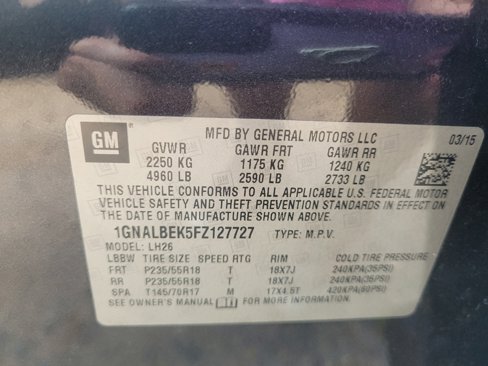 GM
MFD BY GENERAL MOTORS LLC 03/15
GVWR GAWR FRT GAWR RR
2250 KG 1175 KG 1240 KG
4960 LB 2590 LB 2733 LB
THIS VEHICLE CONFORMS TO ALL APPLICABLE U.S. FEDERAL MOTOR
VEHICLE SAFETY AND THEFT PREVENTION STANDARDS IN EFFECT ON
THE DATE OF MANUFACTURE SHOWN ABOVE.
1GNALBEK5FZ127727 TYPE: M.P.V.
MODEL: LH26
LBBW TIRE SIZE SPEED RTG RIM COLD TIRE PRESSURE
FRT P235/55R18 T 18X7J 240KPA(35PSI)
RR P235/55R18 T 18X7J 240KPA(35PSI)
SPA T145/70R17 M 17X4.5T 420KPA(60PSI)
SEE OWNER'S MANUAL FOR MORE INFORMATION.